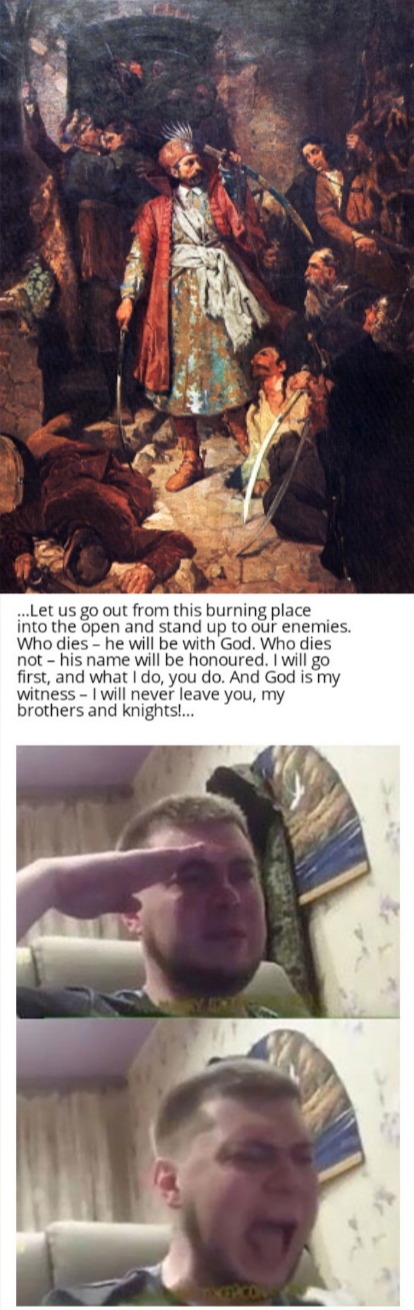 ...Let us go out from this burning place
into the open and stand up to our enemies.
Who dies – he will be with God. Who dies
not – his name will be honoured. I will go
first, and what I do, you do. And God is my
witness – I will never leave you, my
brothers and knights!...